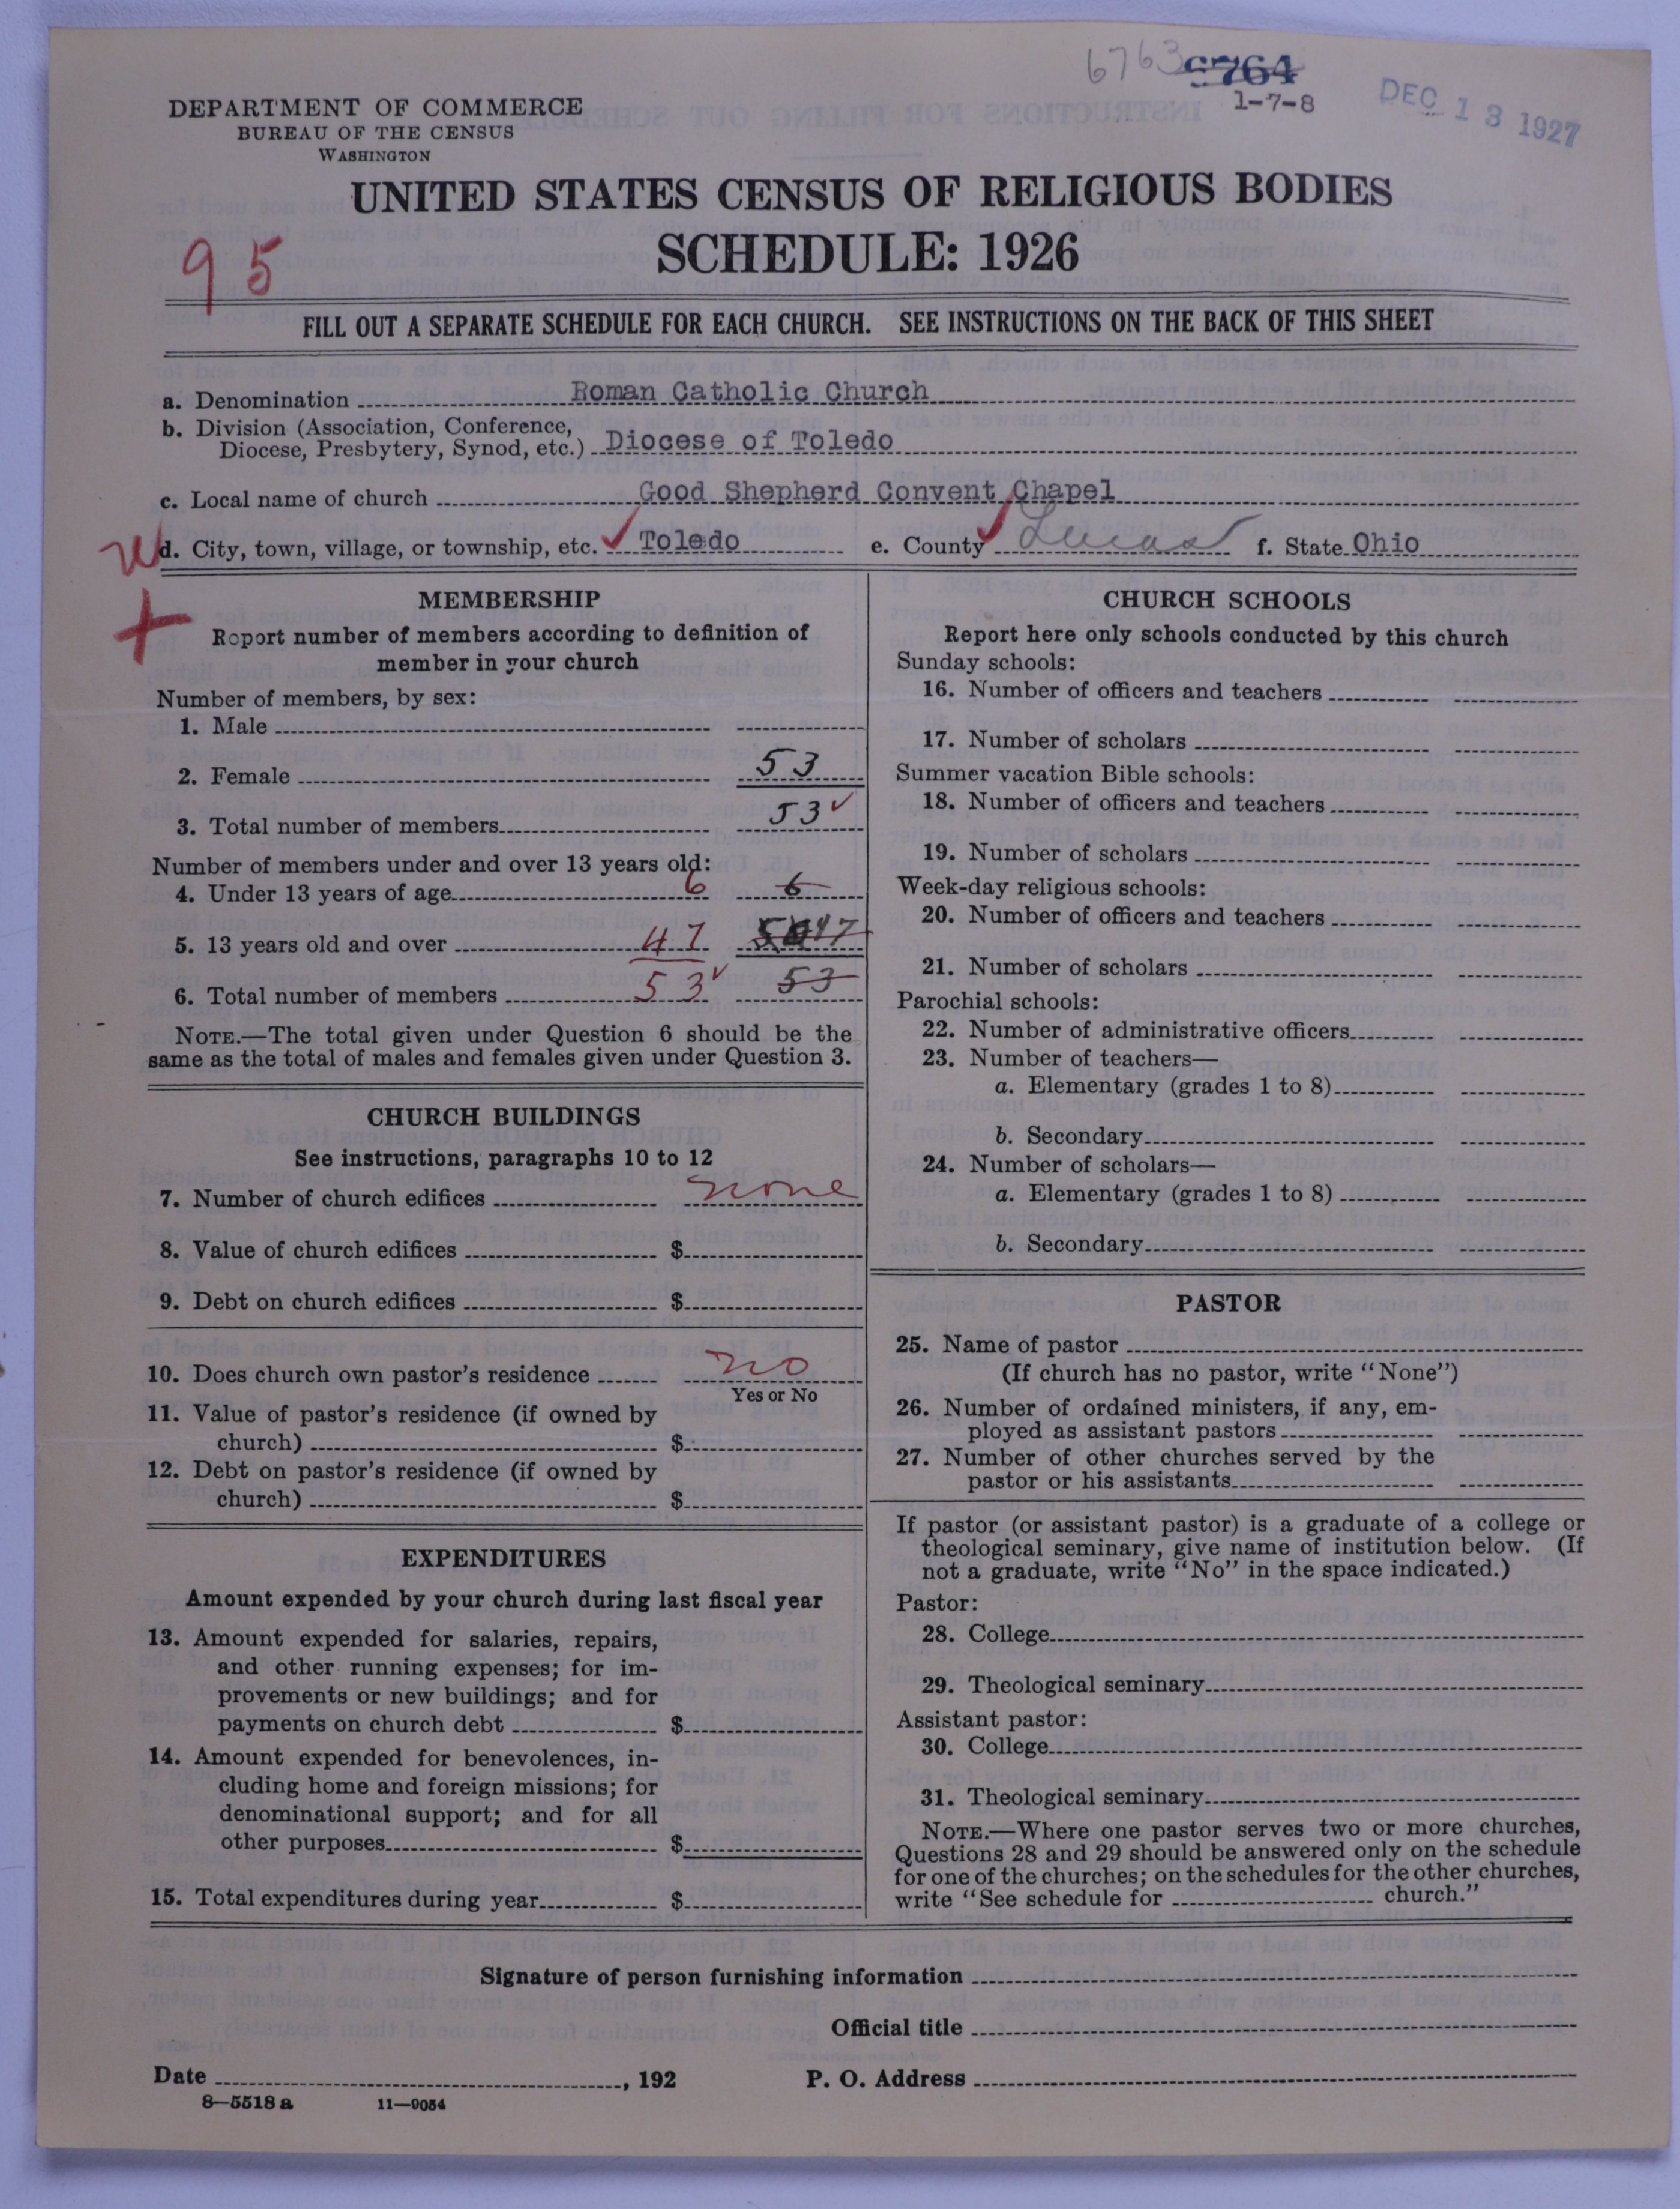 6763 6764
1-7-8
DEC 13 1927
DEPARTMENT OF COMMERCE
BUREAU OF THE CENSUS
WASHINGTON
UNITED STATES CENSUS OF RELIGIOUS BODIES
SCHEDULE: 1926
95
FILL OUT A SEPARATE SCHEDULE FOR EACH CHURCH. SEE INSTRUCTIONS ON THE BACK OF THIS SHEET
a. Denomination Roman Catholic Church
b. Division (Association, Conference,
Diocese, Presbytery, Synod, etc.) Diocese of Toledo
c. Local name of church Good Shepherd Convent Chapel
d. City, town, village, or township, etc. ✓ Toledo e. County ✓ Lucas f. State Ohio
+
MEMBERSHIP
Report number of members according to definition of
member in your church
Number of members, by sex:
1. Male
2. Female 53
3. Total number of members 53 ✓
Number of members under and over 13 years old:
4. Under 13 years of age 6 6
5. 13 years old and over 47 47
6. Total number of members 53 ✓ 53
NOTE.—The total given under Question 6 should be the
same as the total of males and females given under Question 3.
CHURCH BUILDINGS
See instructions, paragraphs 10 to 12
7. Number of church edifices none
8. Value of church edifices $
9. Debt on church edifices $
10. Does church own pastor's residence no
Yes or No
11. Value of pastor's residence (if owned by
church) $
12. Debt on pastor's residence (if owned by
church) $
EXPENDITURES
Amount expended by your church during last fiscal year
13. Amount expended for salaries, repairs,
and other running expenses; for im-
provements or new buildings; and for
payments on church debt $
14. Amount expended for benevolences, in-
cluding home and foreign missions; for
denominational support; and for all
other purposes $
15. Total expenditures during year $
CHURCH SCHOOLS
Report here only schools conducted by this church
Sunday schools:
16. Number of officers and teachers
17. Number of scholars
Summer vacation Bible schools:
18. Number of officers and teachers
19. Number of scholars
Week-day religious schools:
20. Number of officers and teachers
21. Number of scholars
Parochial schools:
22. Number of administrative officers
23. Number of teachers—
a. Elementary (grades 1 to 8)
b. Secondary
24. Number of scholars—
a. Elementary (grades 1 to 8)
b. Secondary
PASTOR
25. Name of pastor
(If church has no pastor, write "None")
26. Number of ordained ministers, if any, em-
ployed as assistant pastors
27. Number of other churches served by the
pastor or his assistants
If pastor (or assistant pastor) is a graduate of a college or
theological seminary, give name of institution below. (If
not a graduate, write "No" in the space indicated.)
Pastor:
28. College
29. Theological seminary
Assistant pastor:
30. College
31. Theological seminary
NOTE.—Where one pastor serves two or more churches,
Questions 28 and 29 should be answered only on the schedule
for one of the churches; on the schedules for the other churches,
write "See schedule for church."
Signature of person furnishing information
Official title
Date , 192 P. O. Address
8—5518 a 11—9054